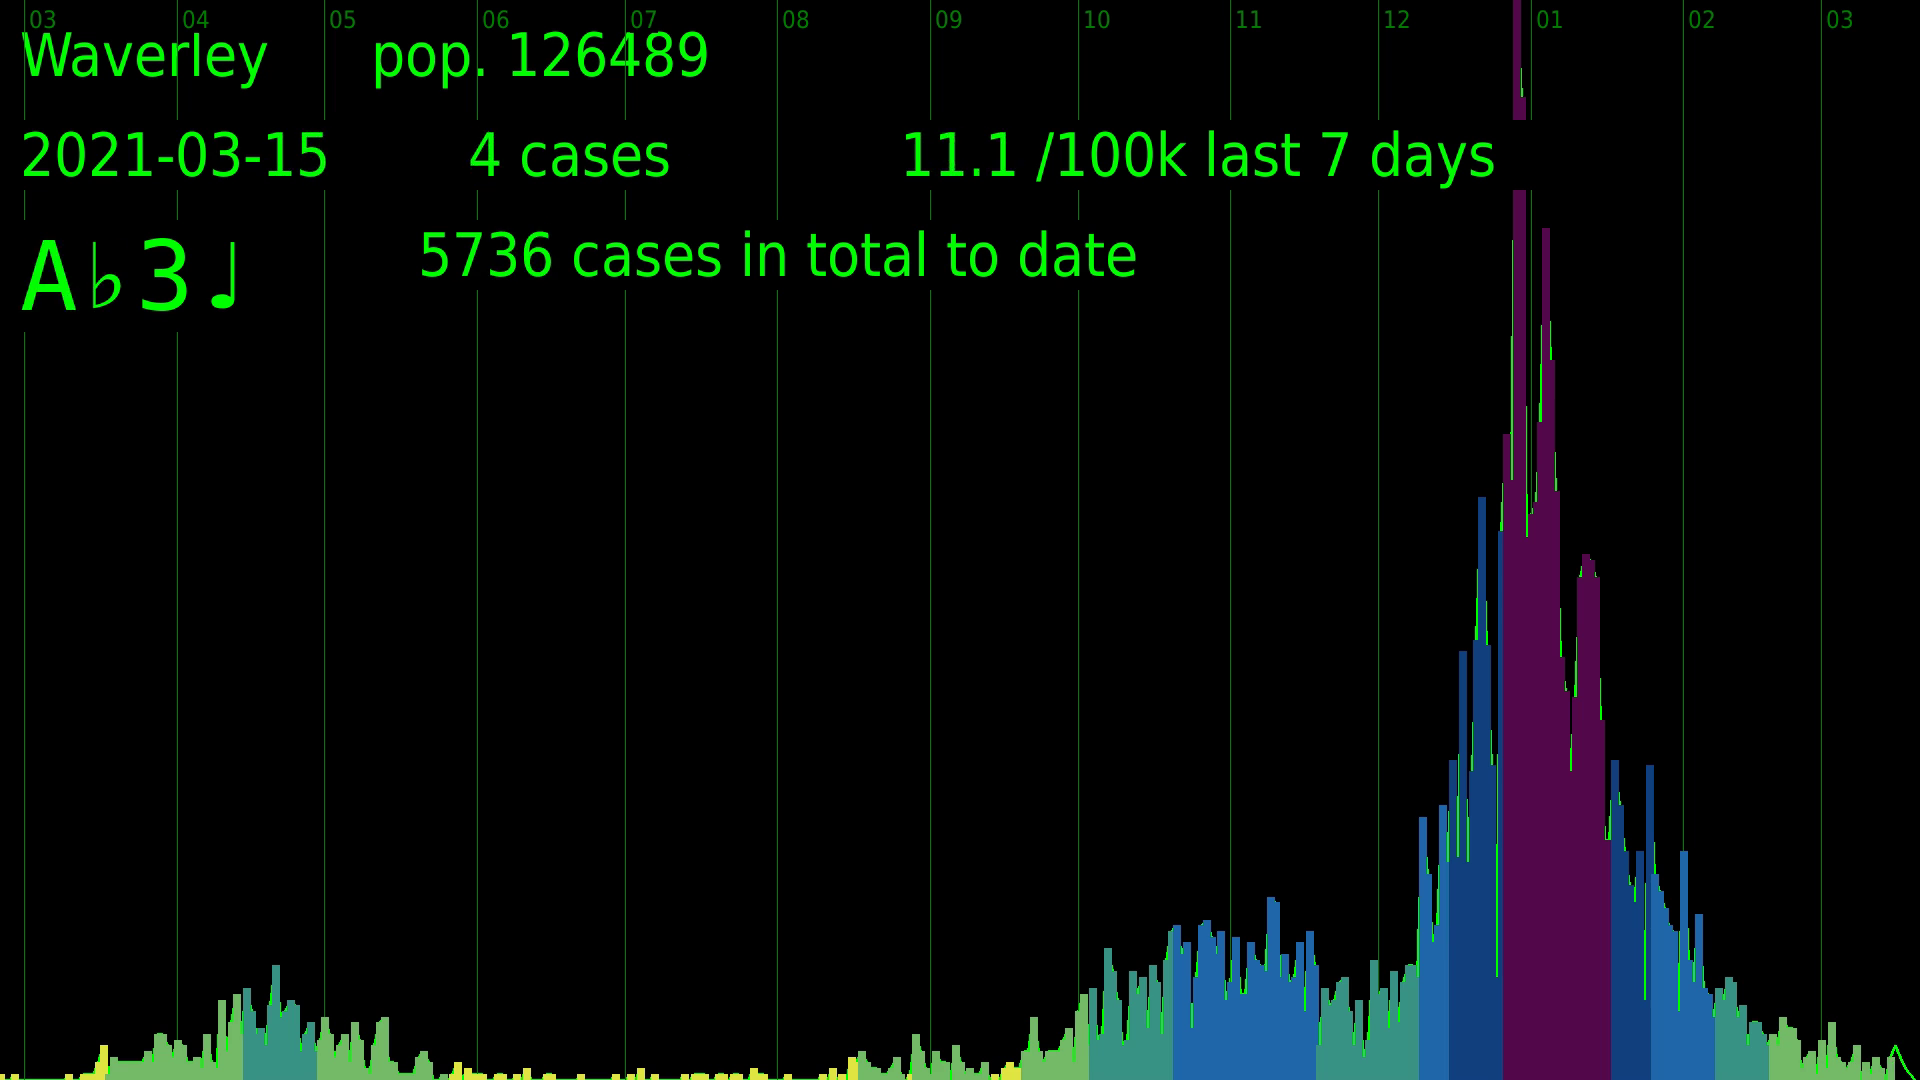 03 04 05 06 07 08 09 10 11 12 01 02 03
Waverley pop. 126489
2021-03-15 4 cases 11.1 /100k last 7 days
A♭3♩ 5736 cases in total to date